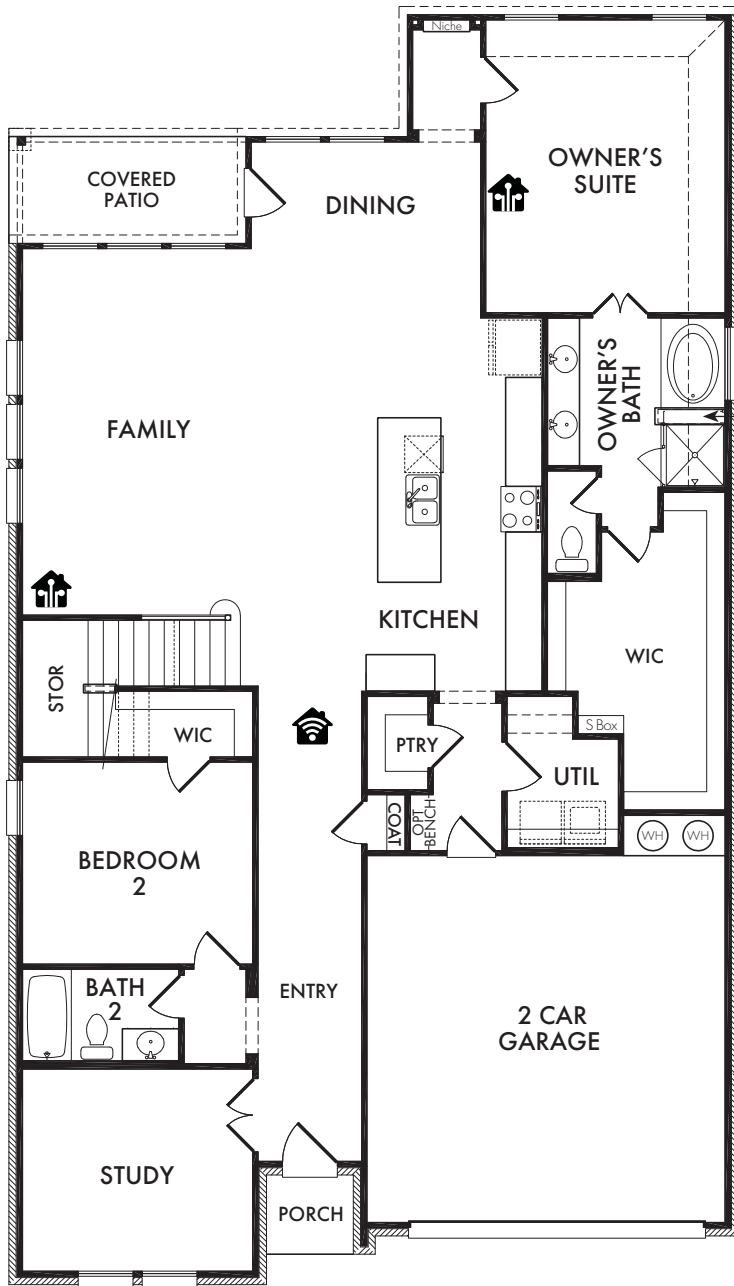 Niche
OWNER'S
SUITE
COVERED
PATIO
DINING
OWNER'S
BATH
FAMILY
KITCHEN
WIC
STOR
WIC
S Box
PTRY
UTIL
COAT
OPT
BENCH
WH
WH
BEDROOM
2
BATH
2
ENTRY
2 CAR
GARAGE
STUDY
PORCH